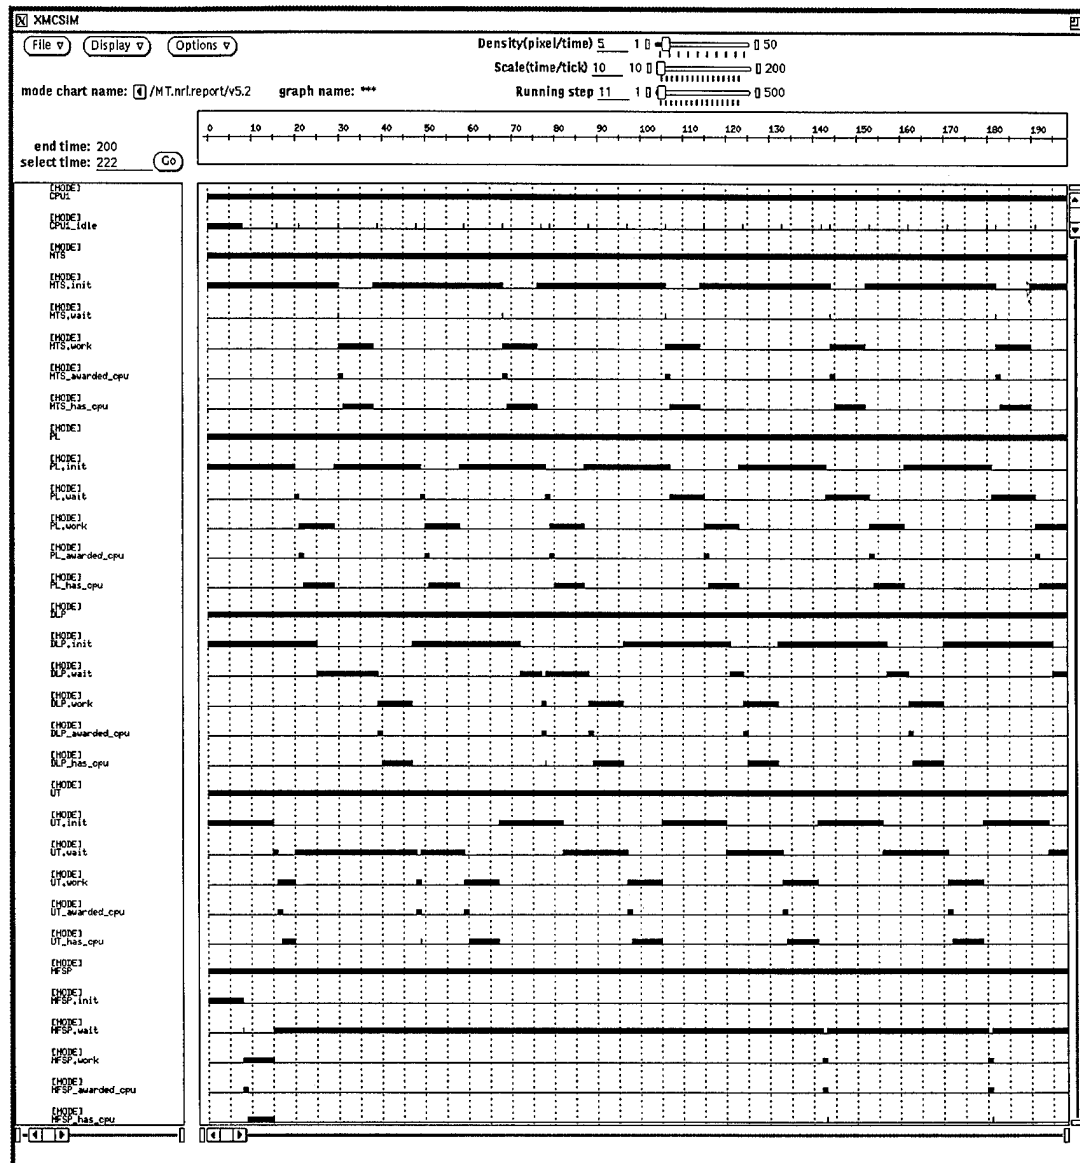 XMCSIM
File Display Options
Density(pixel/time) 5 1 50
Scale(time/tick) 10 10 200
mode chart name: /MT.nrl.report/v5.2 graph name: *** Running step 11 1 500
0 10 20 30 40 50 60 70 80 90 100 110 120 130 140 150 160 170 180 190
end time: 200
select time: 222 Go
[MODE]
CPU1
[MODE]
CPU1_idle
[MODE]
MTS
[MODE]
MTS.init
[MODE]
MTS.wait
[MODE]
MTS.work
[MODE]
MTS_awarded_cpu
[MODE]
MTS_has_cpu
[MODE]
PL
[MODE]
PL.init
[MODE]
PL.wait
[MODE]
PL.work
[MODE]
PL_awarded_cpu
[MODE]
PL_has_cpu
[MODE]
DLP
[MODE]
DLP.init
[MODE]
DLP.wait
[MODE]
DLP.work
[MODE]
DLP_awarded_cpu
[MODE]
DLP_has_cpu
[MODE]
UT
[MODE]
UT.init
[MODE]
UT.wait
[MODE]
UT.work
[MODE]
UT_awarded_cpu
[MODE]
UT_has_cpu
[MODE]
HFSP
[MODE]
HFSP.init
[MODE]
HFSP.wait
[MODE]
HFSP.work
[MODE]
HFSP_awarded_cpu
[MODE]
HFSP_has_cpu